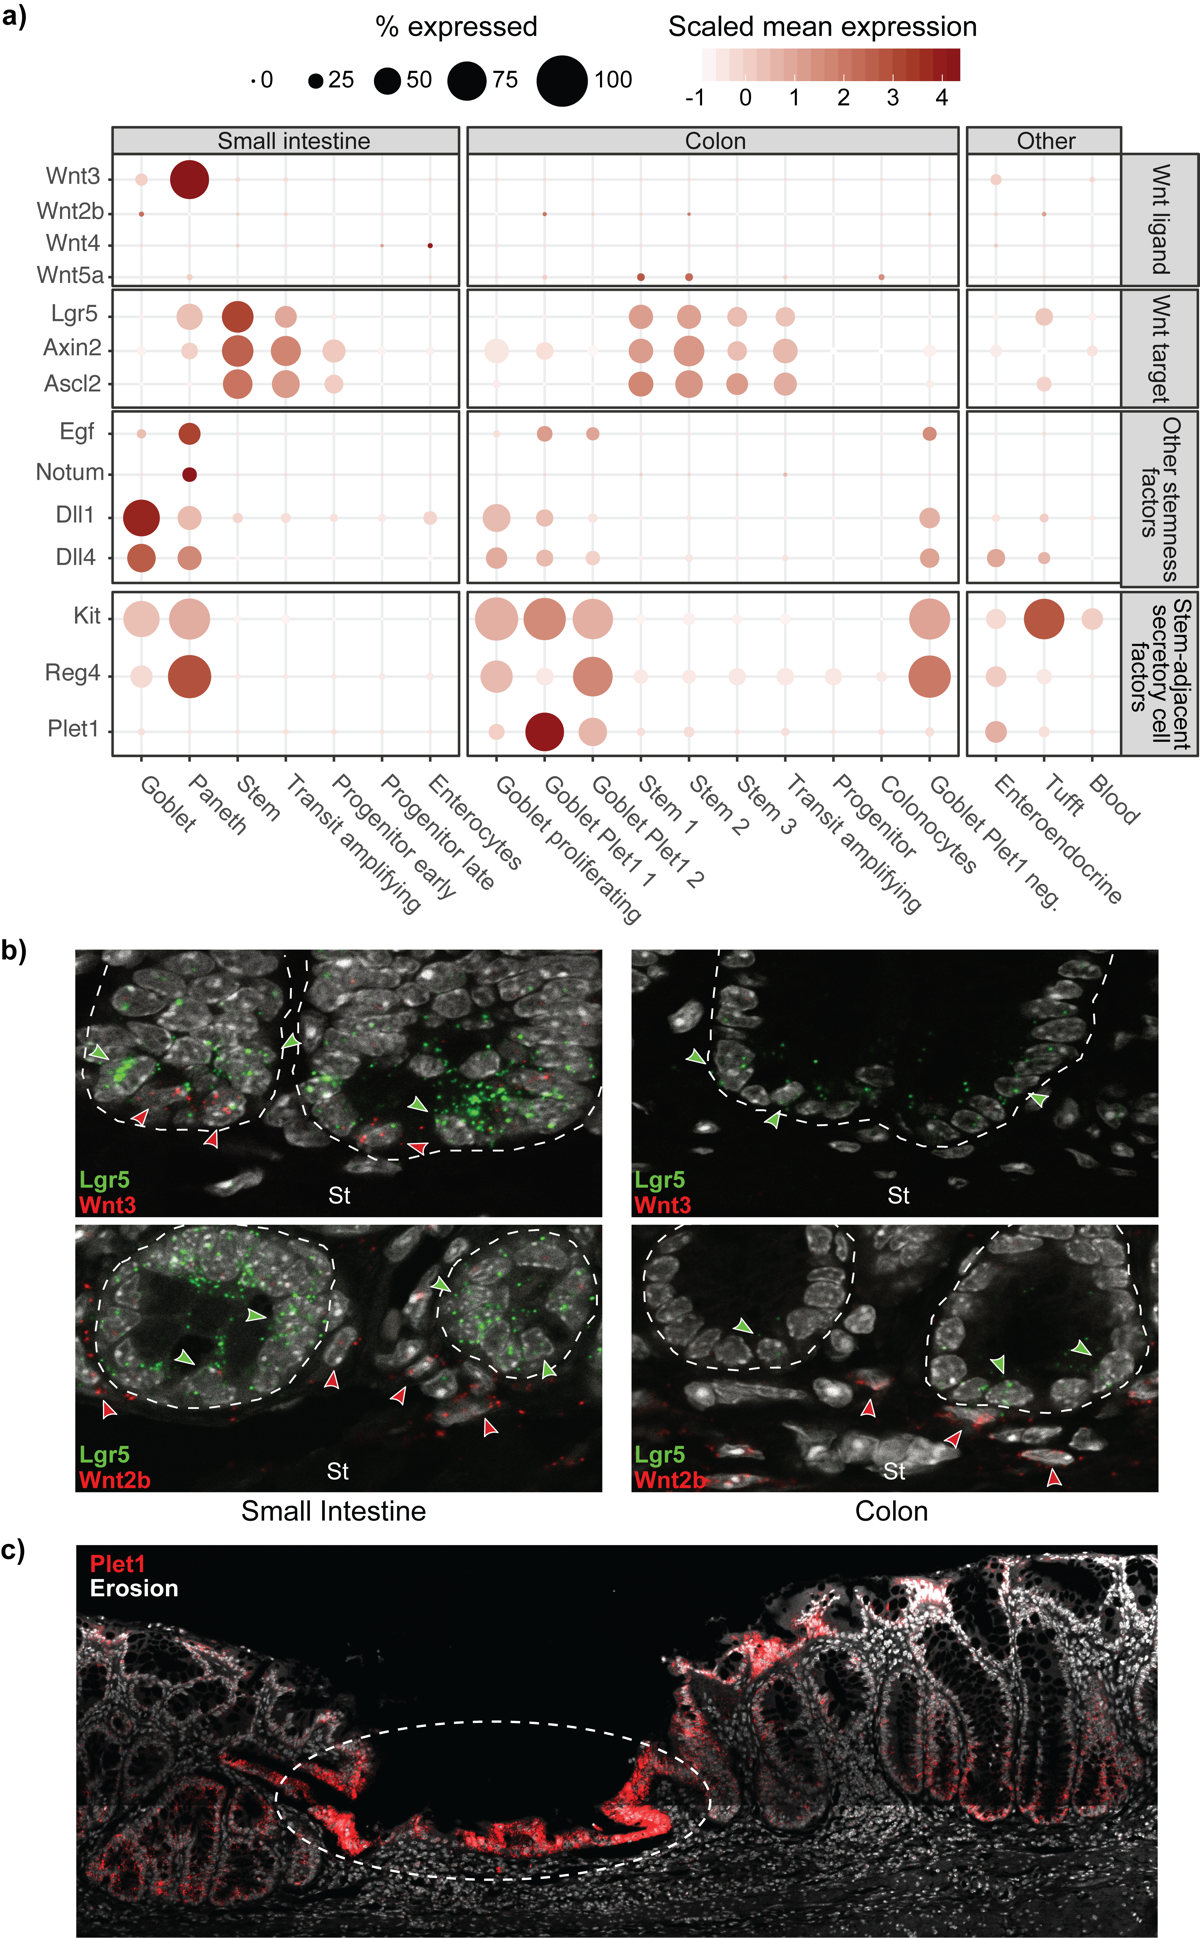 a)
% expressed
Scaled mean expression
0 25 50 75 100
-1 0 1 2 3 4
Small intestine
Colon
Other
Wnt3
Wnt2b
Wnt4
Wnt5a
Wnt ligand
Lgr5
Axin2
Ascl2
Wnt target
Egf
Notum
Dll1
Dll4
Other stemness
factors
Kit
Reg4
Plet1
Stem-adjacent
secretory cell
factors
Goblet
Paneth
Stem
Transit amplifying
Progenitor early
Progenitor late
Enterocytes
Goblet proliferating
Goblet Plet1 1
Goblet Plet1 2
Stem 1
Stem 2
Stem 3
Transit amplifying
Progenitor
Colonocytes
Goblet Plet1 neg.
Enteroendocrine
Tufft
Blood
b)
Lgr5
Wnt3
St
Lgr5
Wnt3
St
Lgr5
Wnt2b
St
Lgr5
Wnt2b
St
Small Intestine
Colon
c)
Plet1
Erosion